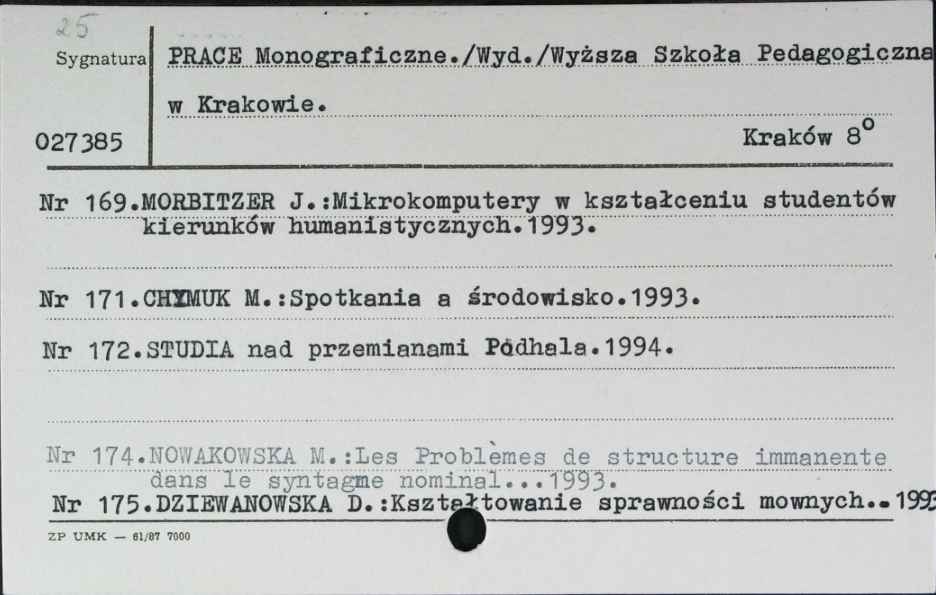 25
Sygnatura PRACE Monograficzne./Wyd./Wyższa Szkoła Pedagogiczna
w Krakowie.
027385 Kraków 8°
Nr 169.MORBITZER J.:Mikrokomputery w kształceniu studentów
kierunków humanistycznych.1993.
Nr 171.CHYMUK M.:Spotkania a środowisko.1993.
Nr 172.STUDIA nad przemianami Podhala.1994.
Nr 174.NOWAKOWSKA M.:Les Problèmes de structure immanente
dans le syntagme nominal...1993.
Nr 175.DZIEWANOWSKA D.:Kształtowanie sprawności mownych..1993
ZP UMK — 61/87 7000